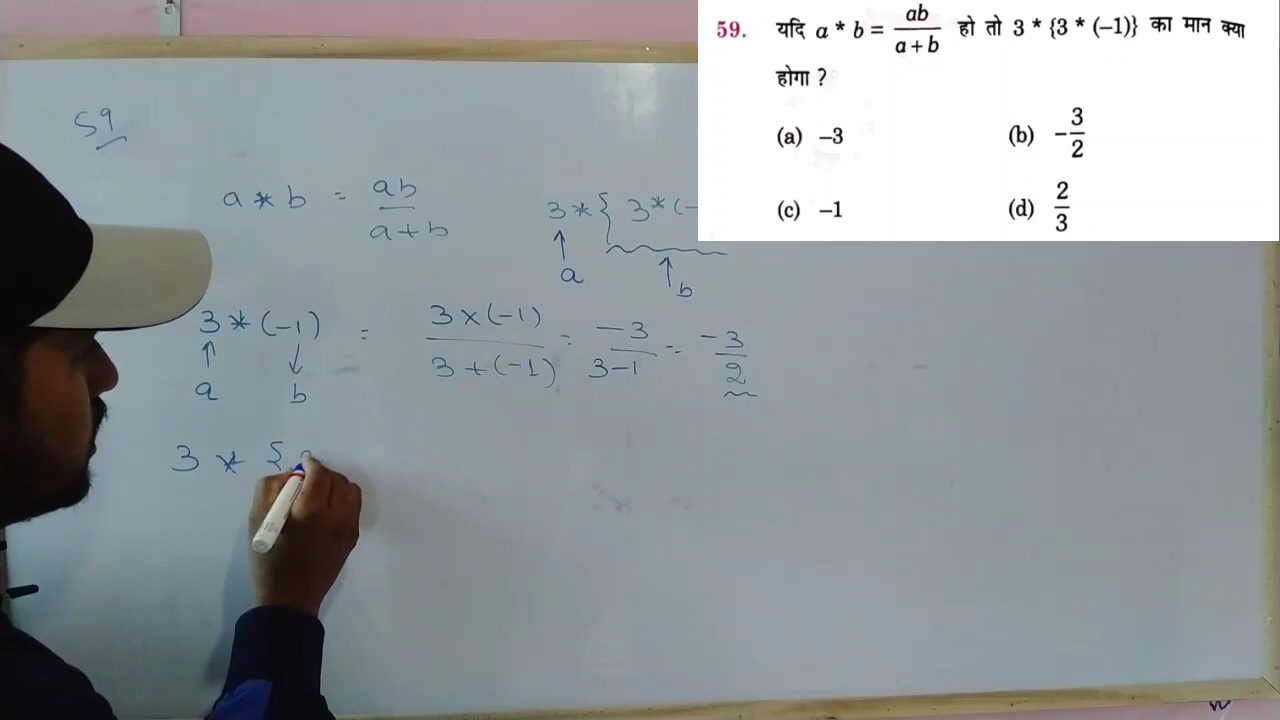 59. यदि a * b = ab/a+b हो तो 3 * {3 * (–1)} का मान क्या
होगा ?
(a) –3 (b) –3/2
(c) –1 (d) 2/3
59
a * b = ab/a+b
3 * { 3 * (-
a b
3 * (-1) = 3 x (-1)/3 + (-1) = -3/3-1 = -3/2
a b
3 * {